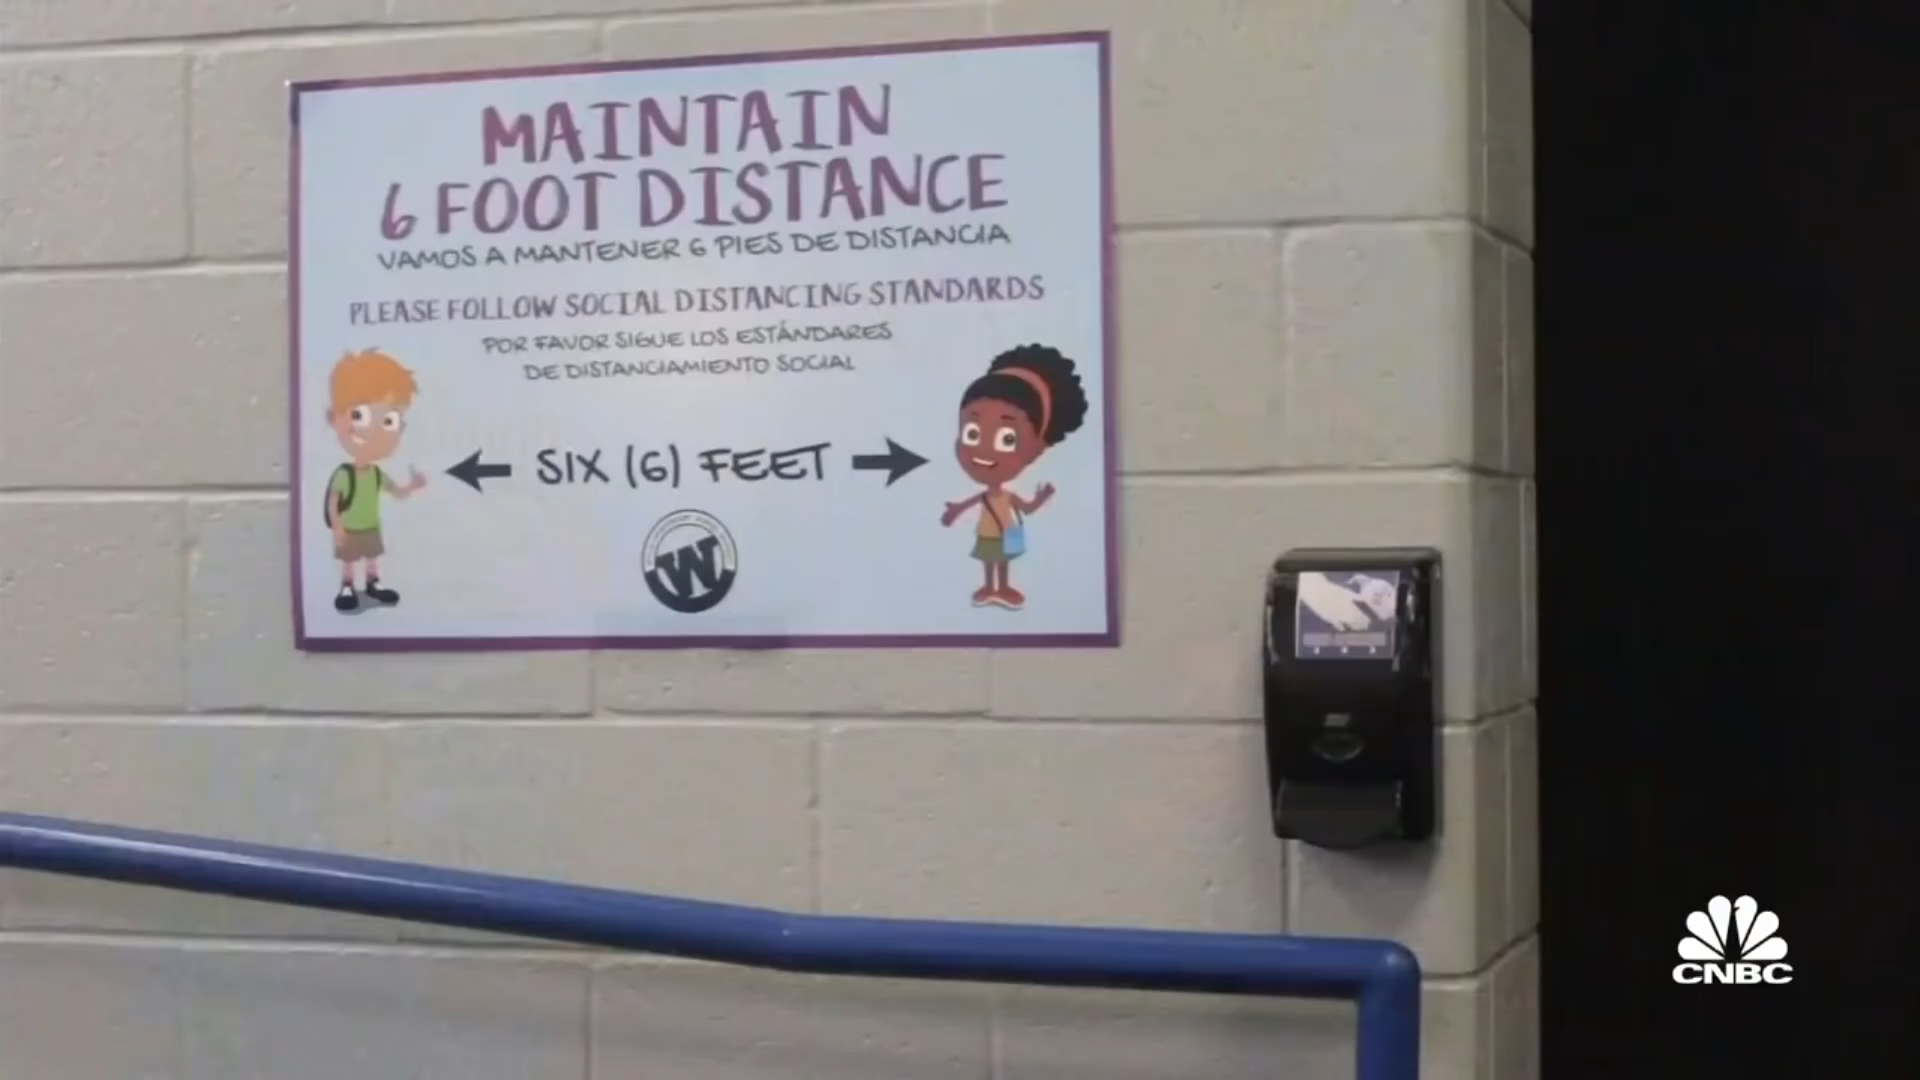 MAINTAIN
6 FOOT DISTANCE
VAMOS A MANTENER 6 PIES DE DISTANCIA
PLEASE FOLLOW SOCIAL DISTANCING STANDARDS
POR FAVOR SIGUE LOS ESTÁNDARES
DE DISTANCIAMIENTO SOCIAL
SIX (6) FEET
W
CNBC